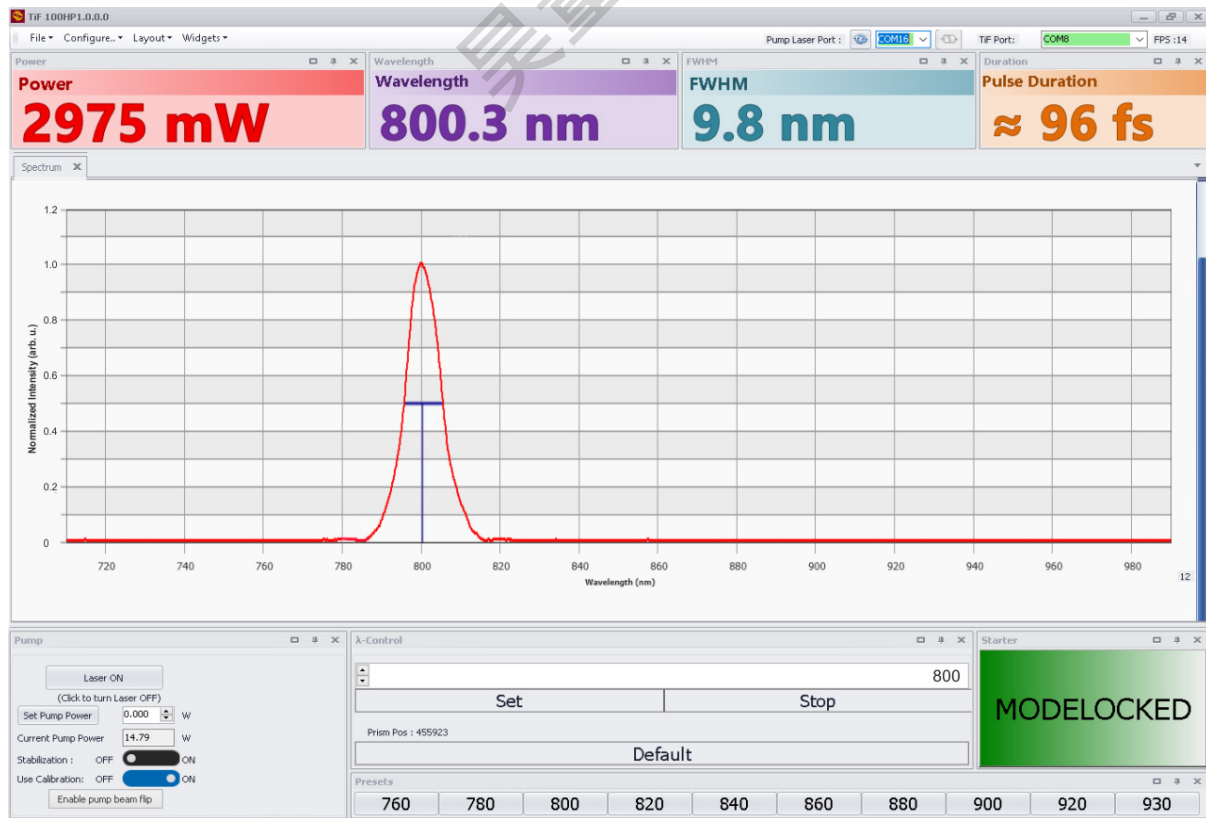 TiF 100HP1.0.0.0
File Configure.. Layout Widgets Pump Laser Port : COM16 TiF Port: COM8 FPS :14
Power Wavelength FWHM Duration
Power Wavelength FWHM Pulse Duration
2975 mW 800.3 nm 9.8 nm ≈ 96 fs
Spectrum
1.2
1.0
0.8
0.6
0.4
0.2
0
Normalized Intensity (arb. u.)
720 740 760 780 800 820 840 860 880 900 920 940 960 980
Wavelength (nm)
12
Pump λ-Control Starter
Laser ON
(Click to turn Laser OFF)
Set Pump Power 0.000 W
Current Pump Power 14.79 W
Stabilization : OFF ON
Use Calibration: OFF ON
Enable pump beam flip
800
Set Stop
Prism Pos : 455923
Default
MODELOCKED
Presets
760 780 800 820 840 860 880 900 920 930